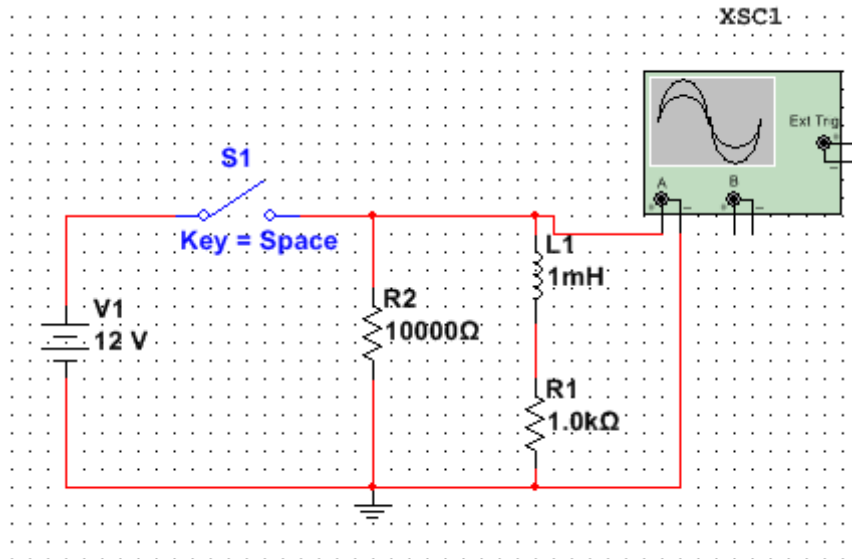 XSC1
Ext Trig
+
−
A
B
+ −
+ −
S1
Key = Space
V1
12 V
R2
10000Ω
L1
1mH
R1
1.0kΩ